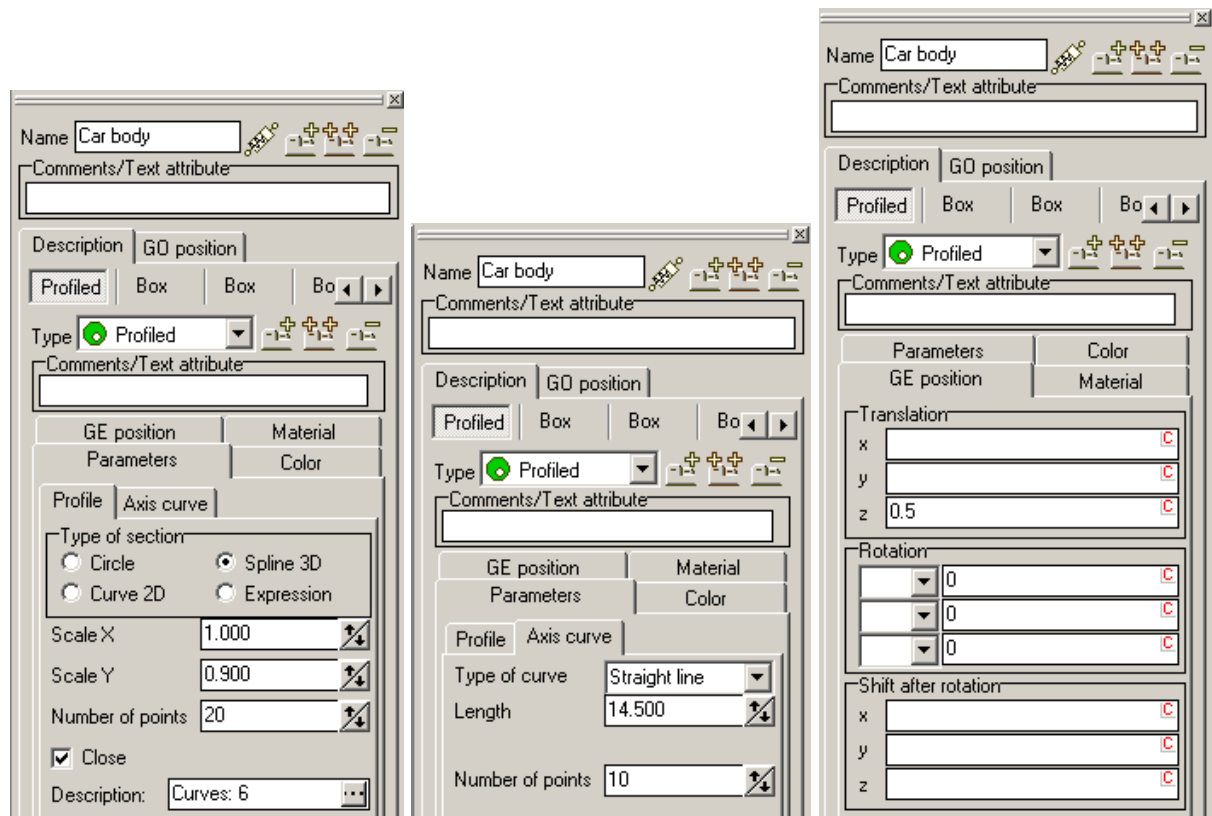 Name Car body
Comments/Text attribute
Description GO position
Profiled Box Box Bo
Type Profiled
Comments/Text attribute
GE position Material
Parameters Color
Profile Axis curve
Type of section
Circle Spline 3D
Curve 2D Expression
Scale X 1.000
Scale Y 0.900
Number of points 20
Close
Description: Curves: 6
Name Car body
Comments/Text attribute
Description GO position
Profiled Box Box Bo
Type Profiled
Comments/Text attribute
GE position Material
Parameters Color
Profile Axis curve
Type of curve Straight line
Length 14.500
Number of points 10
Name Car body
Comments/Text attribute
Description GO position
Profiled Box Box Bo
Type Profiled
Comments/Text attribute
Parameters Color
GE position Material
Translation
x C
y C
z 0.5 C
Rotation
0 C
0 C
0 C
Shift after rotation
x C
y C
z C